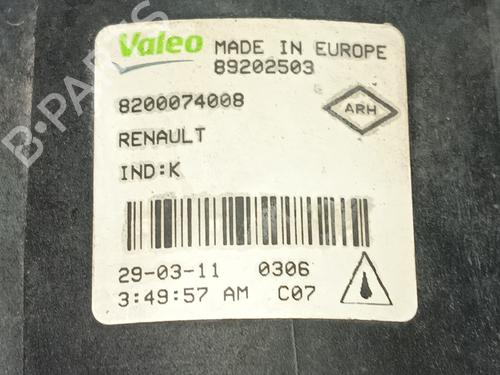 Valeo MADE IN EUROPE
89202503
8200074008
ARH
RENAULT
IND:K
29-03-11 0306
3:49:57 AM C07
B-PARTS